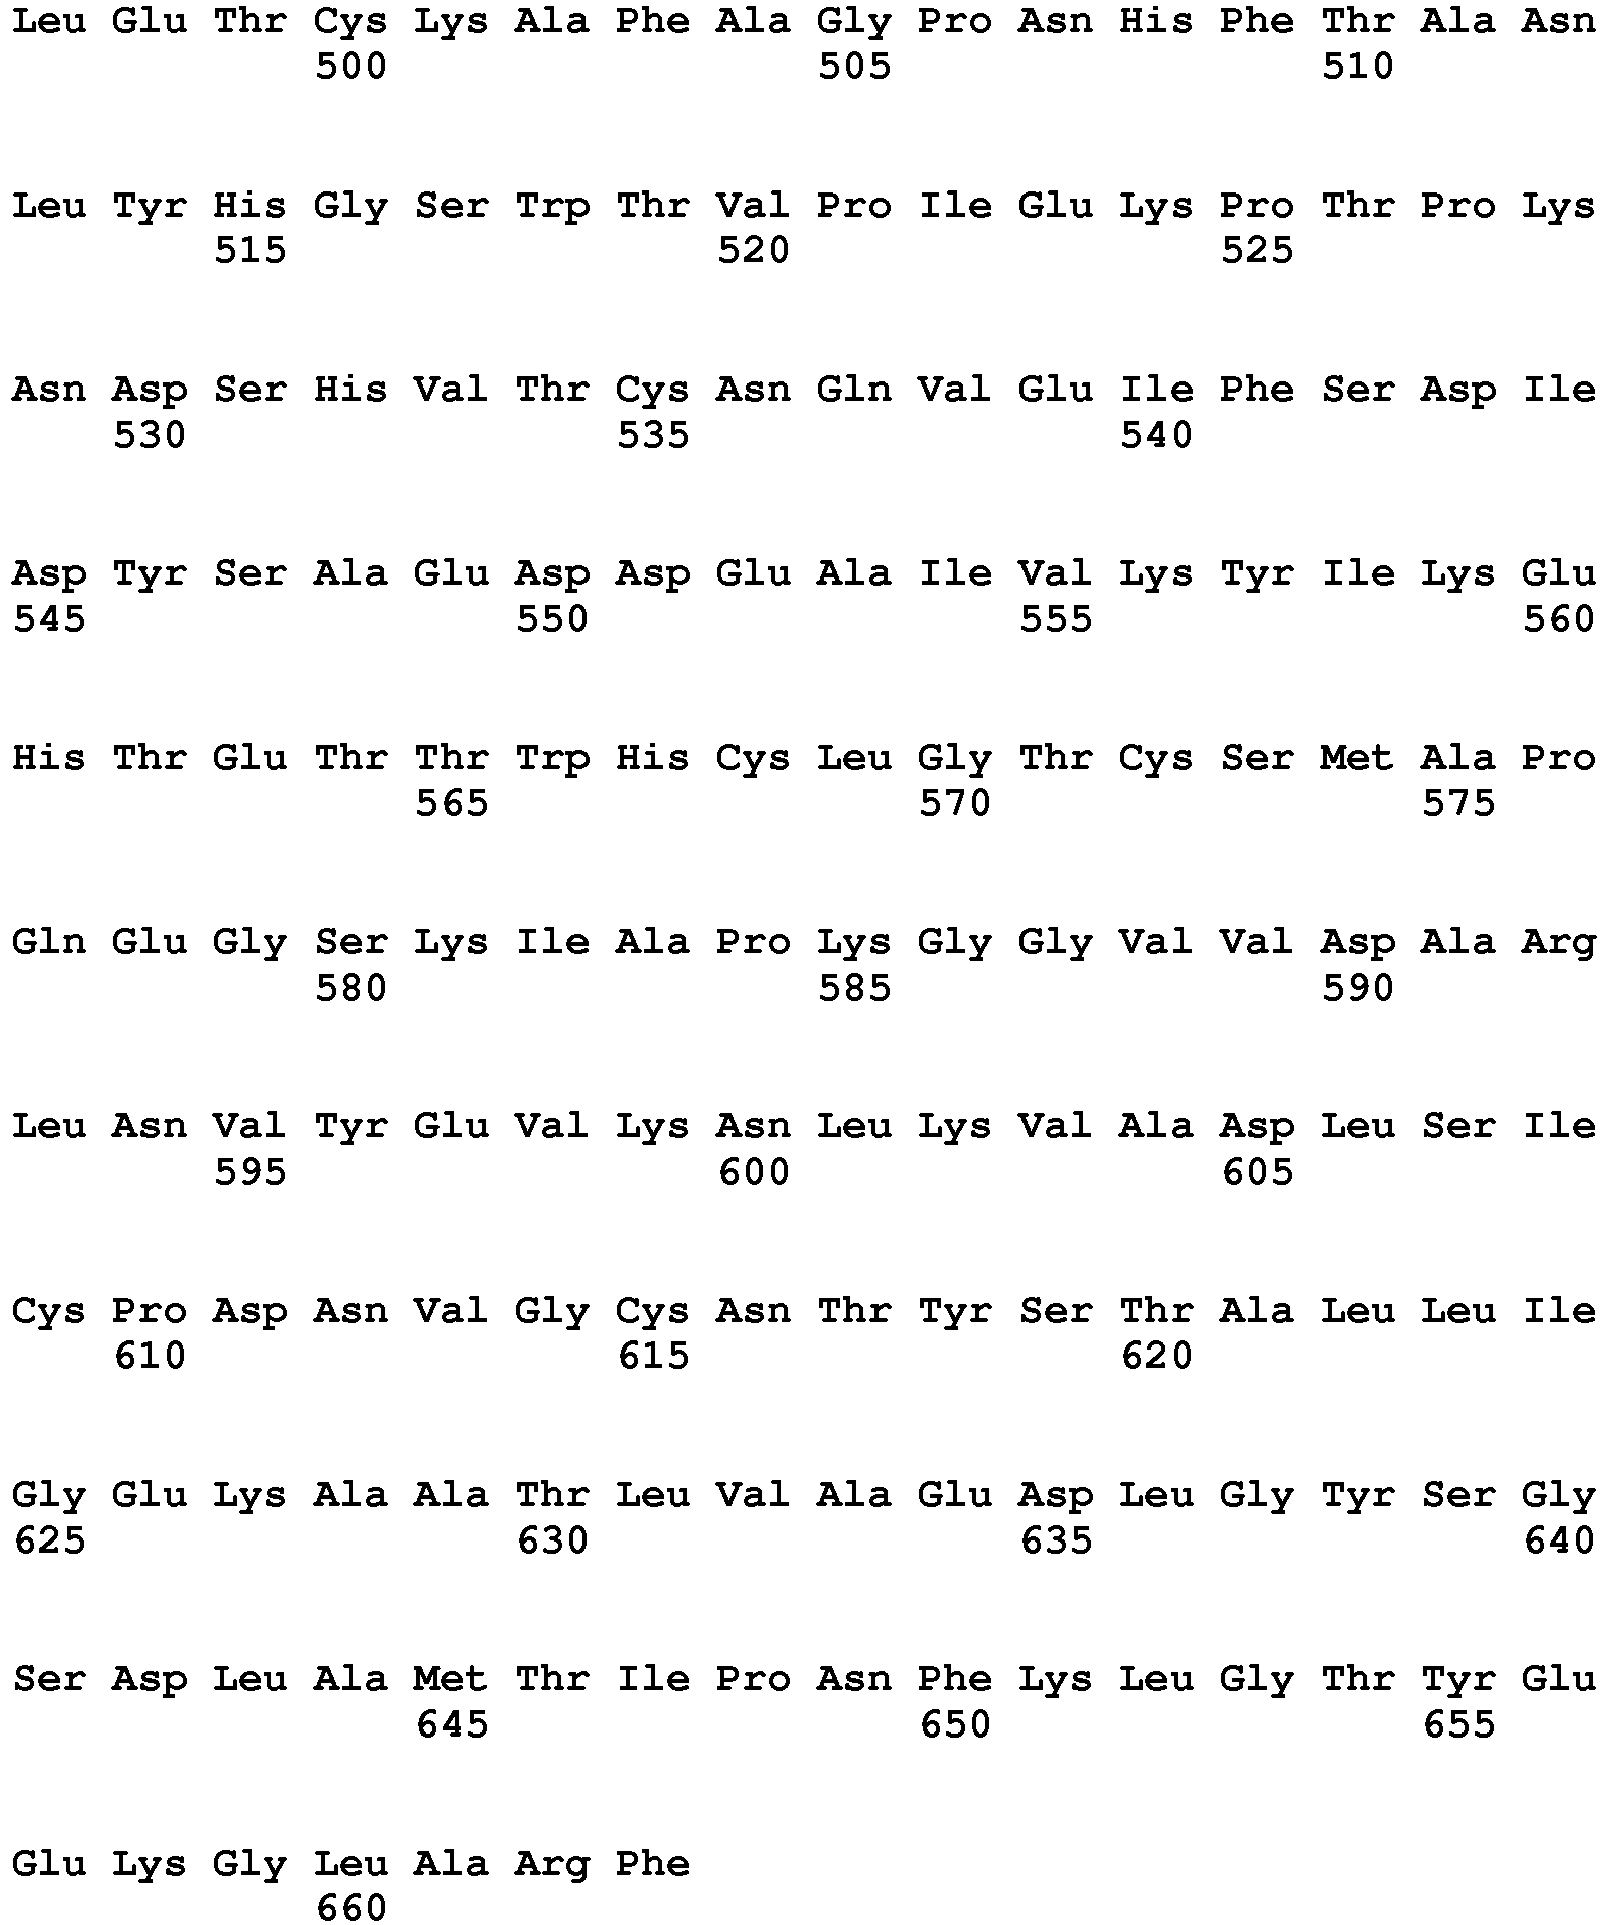 Leu Glu Thr Cys Lys Ala Phe Ala Gly Pro Asn His Phe Thr Ala Asn
500 505 510
Leu Tyr His Gly Ser Trp Thr Val Pro Ile Glu Lys Pro Thr Pro Lys
515 520 525
Asn Asp Ser His Val Thr Cys Asn Gln Val Glu Ile Phe Ser Asp Ile
530 535 540
Asp Tyr Ser Ala Glu Asp Asp Glu Ala Ile Val Lys Tyr Ile Lys Glu
545 550 555 560
His Thr Glu Thr Thr Trp His Cys Leu Gly Thr Cys Ser Met Ala Pro
565 570 575
Gln Glu Gly Ser Lys Ile Ala Pro Lys Gly Gly Val Val Asp Ala Arg
580 585 590
Leu Asn Val Tyr Glu Val Lys Asn Leu Lys Val Ala Asp Leu Ser Ile
595 600 605
Cys Pro Asp Asn Val Gly Cys Asn Thr Tyr Ser Thr Ala Leu Leu Ile
610 615 620
Gly Glu Lys Ala Ala Thr Leu Val Ala Glu Asp Leu Gly Tyr Ser Gly
625 630 635 640
Ser Asp Leu Ala Met Thr Ile Pro Asn Phe Lys Leu Gly Thr Tyr Glu
645 650 655
Glu Lys Gly Leu Ala Arg Phe
660